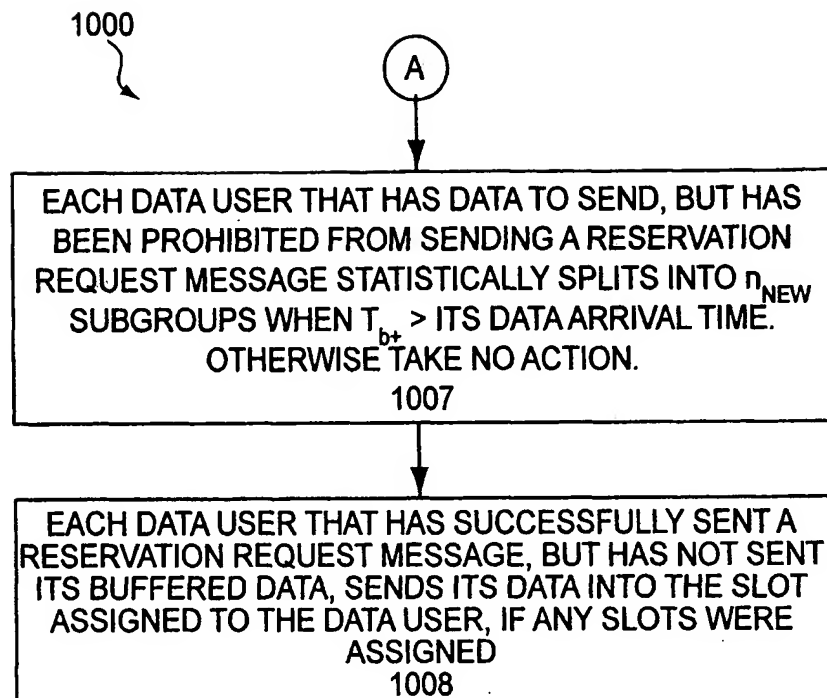 1000
A
EACH DATA USER THAT HAS DATA TO SEND, BUT HAS
BEEN PROHIBITED FROM SENDING A RESERVATION
REQUEST MESSAGE STATISTICALLY SPLITS INTO nNEW
SUBGROUPS WHEN Tb+ > ITS DATA ARRIVAL TIME.
OTHERWISE TAKE NO ACTION.
1007
EACH DATA USER THAT HAS SUCCESSFULLY SENT A
RESERVATION REQUEST MESSAGE, BUT HAS NOT SENT
ITS BUFFERED DATA, SENDS ITS DATA INTO THE SLOT
ASSIGNED TO THE DATA USER, IF ANY SLOTS WERE
ASSIGNED
1008